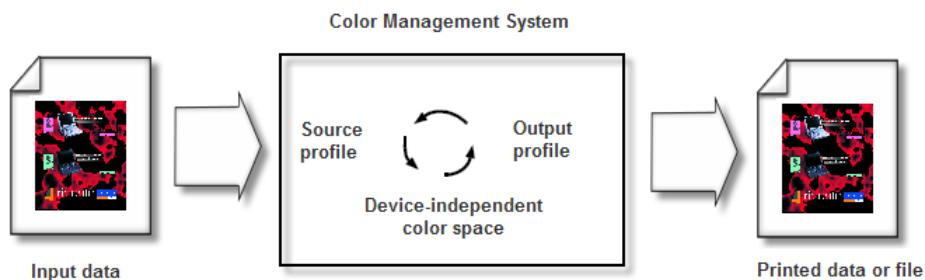 Color Management System
Source
profile
Output
profile
Device-independent
color space
Input data
Printed data or file